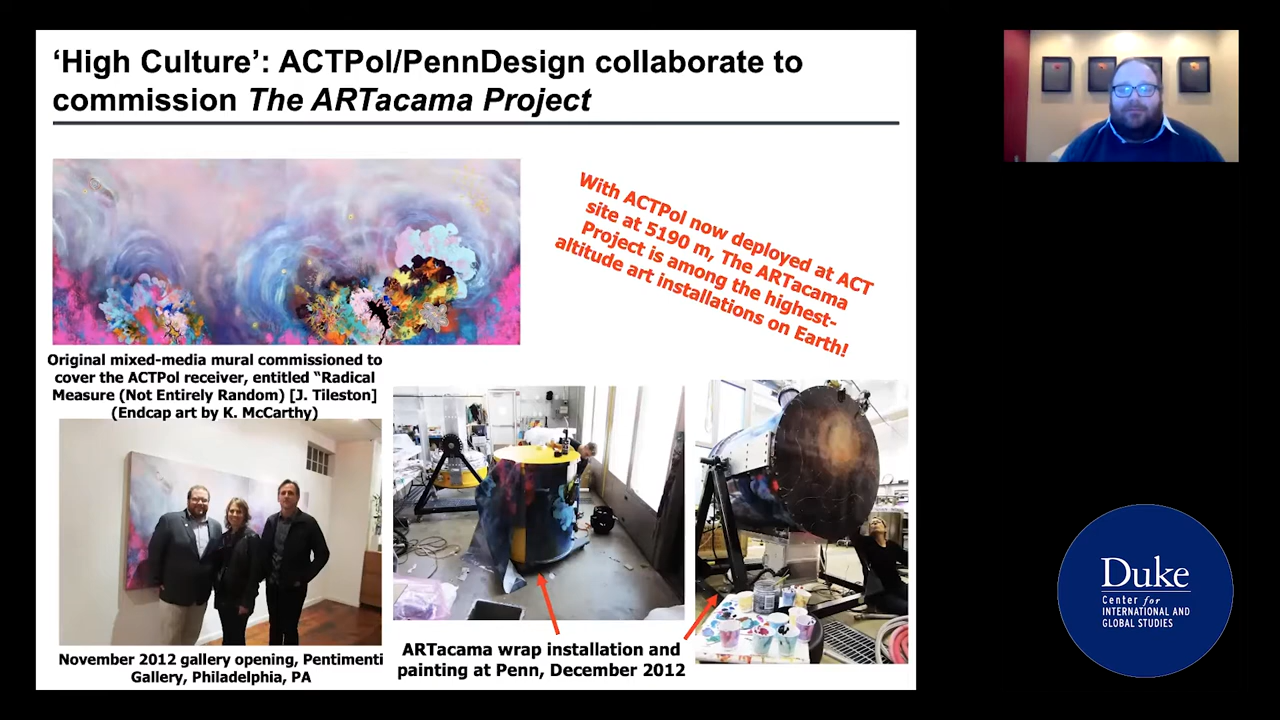 ‘High Culture’: ACTPol/PennDesign collaborate to
commission The ARTacama Project
With ACTPol now deployed at ACT
site at 5190 m, The ARTacama
Project is among the highest-
altitude art installations on Earth!
Original mixed-media mural commissioned to
cover the ACTPol receiver, entitled “Radical
Measure (Not Entirely Random) [J. Tileston]
(Endcap art by K. McCarthy)
November 2012 gallery opening, Pentimenti
Gallery, Philadelphia, PA
ARTacama wrap installation and
painting at Penn, December 2012
Duke
Center for
INTERNATIONAL AND
GLOBAL STUDIES